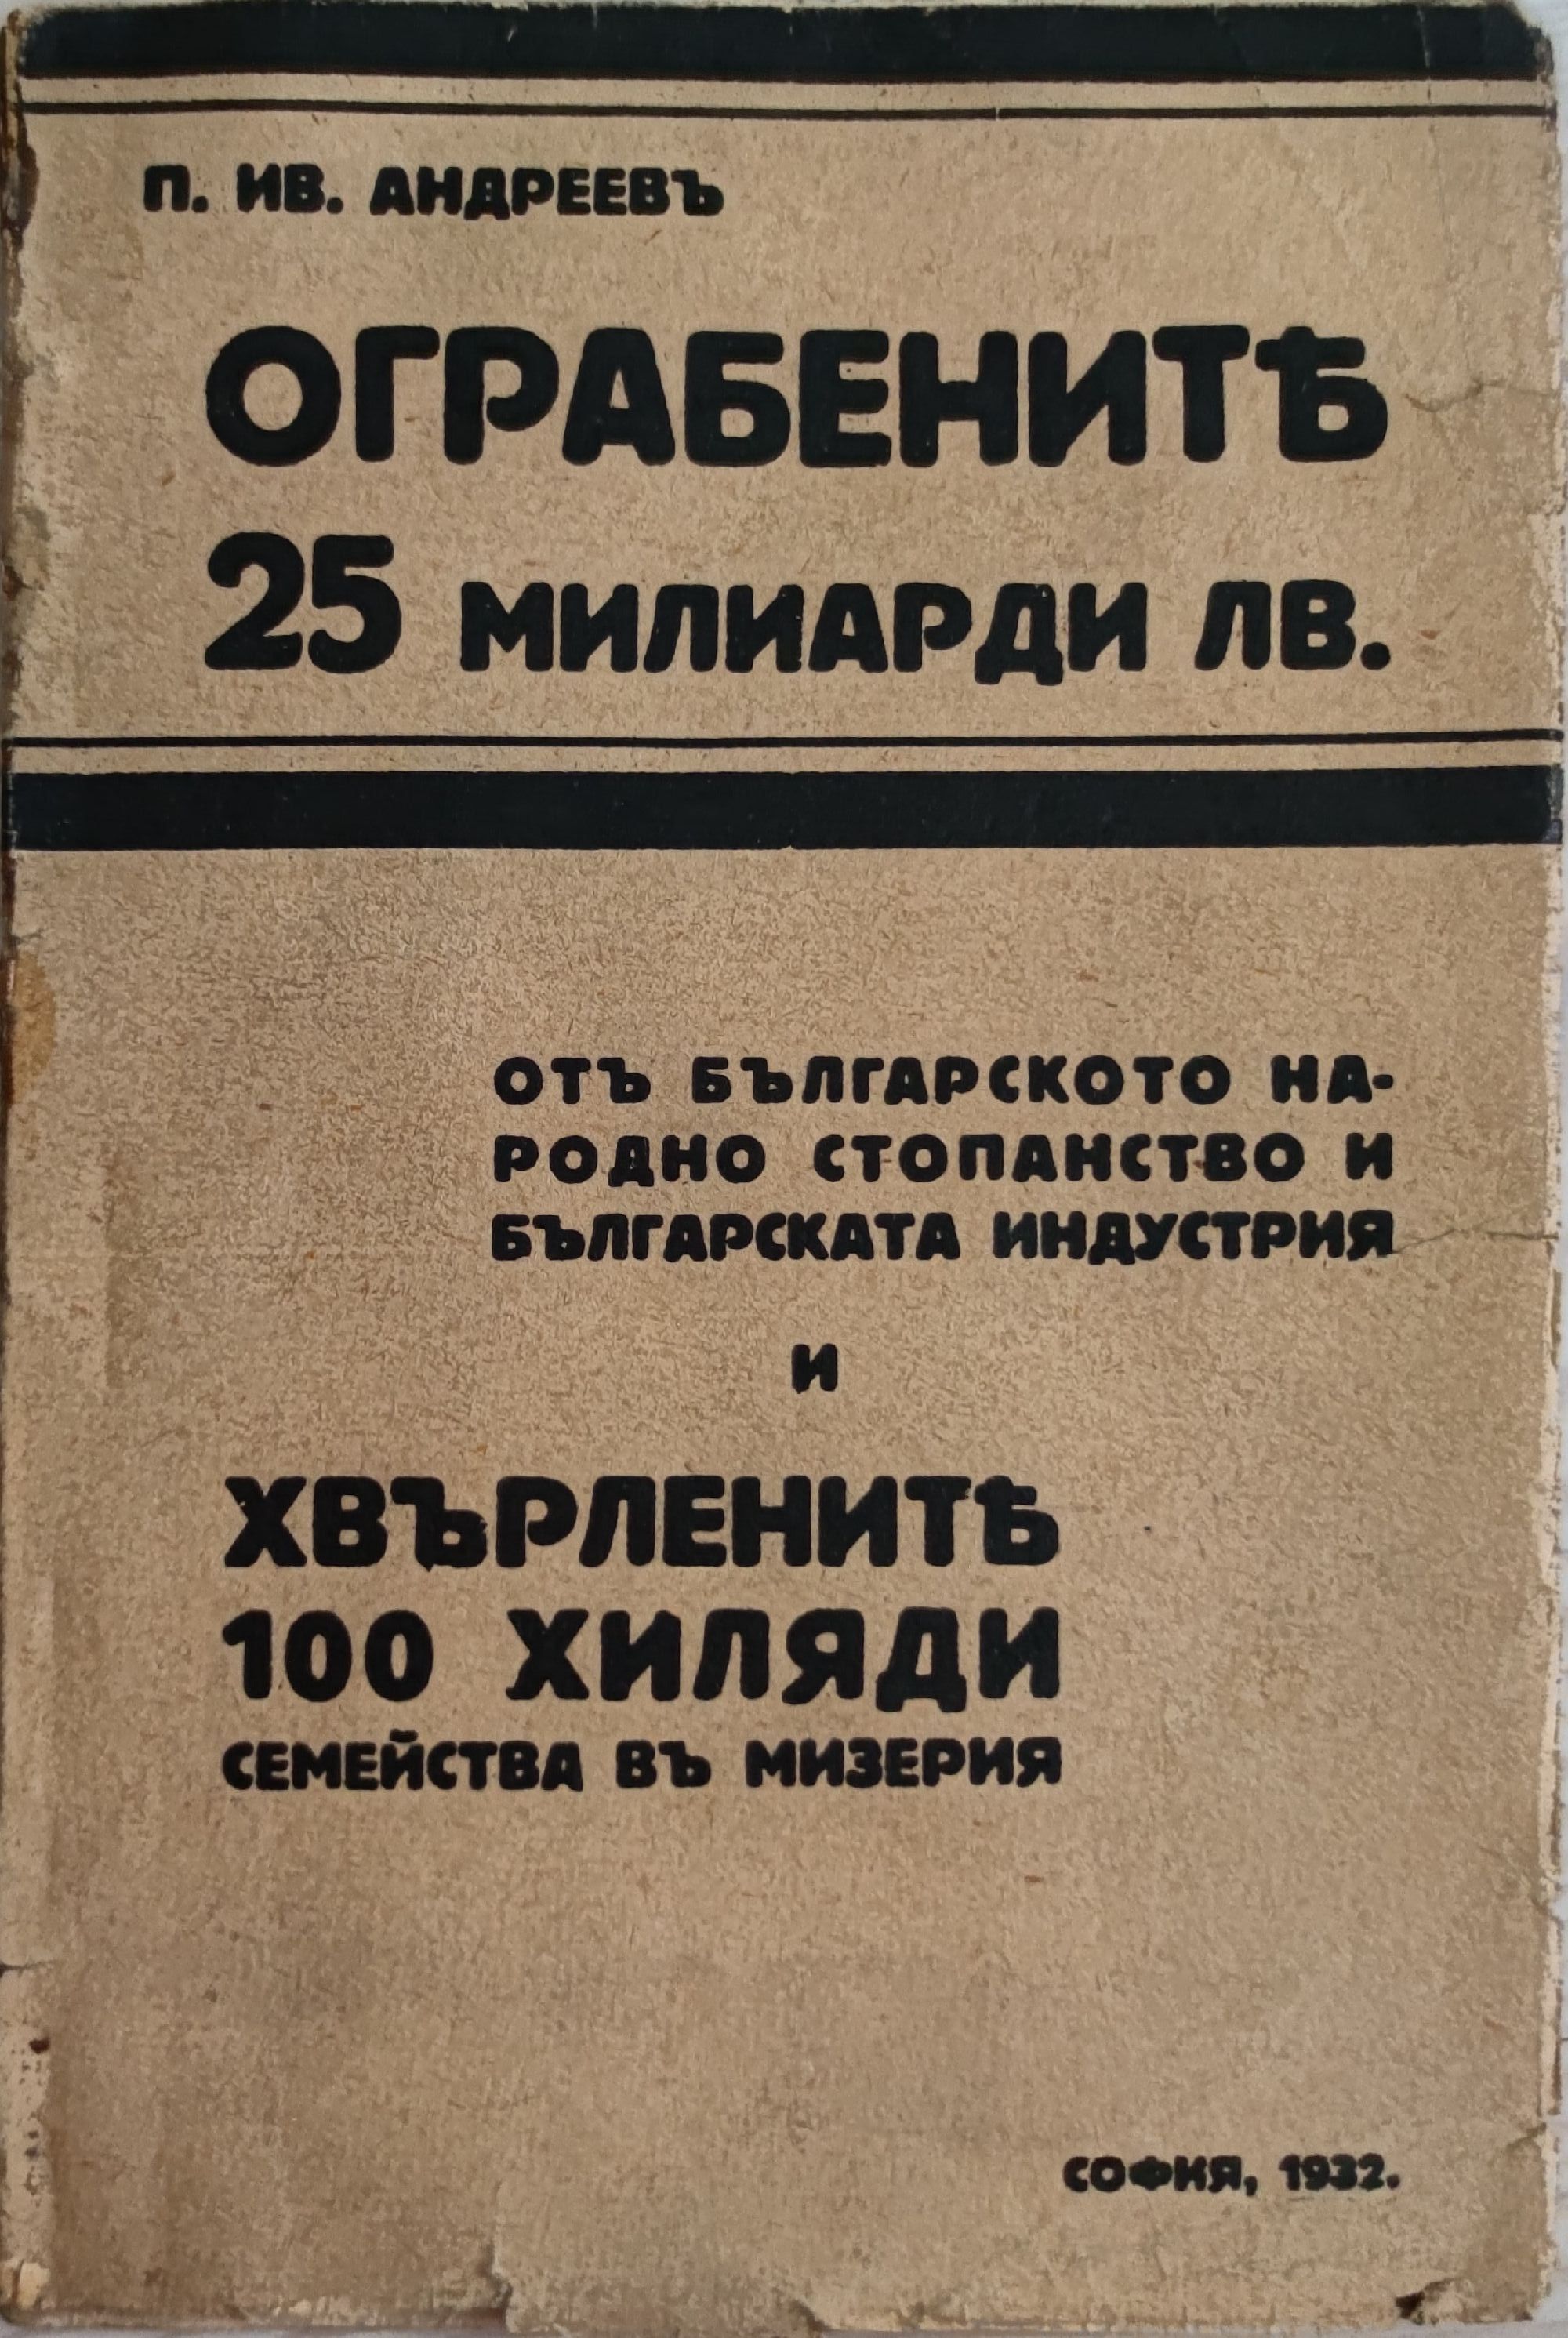 П. ИВ. АНДРЕЕВЪ
ОГРАБЕНИТѢ
25 МИЛИАРДИ ЛВ.
ОТЪ БЪЛГАРСКОТО НА-
РОДНО СТОПАНСТВО И
БЪЛГАРСКАТА ИНДУСТРИЯ
И
ХВЪРЛЕНИТѢ
100 ХИЛЯДИ
СЕМЕЙСТВА ВЪ МИЗЕРИЯ
СОФИЯ, 1932.